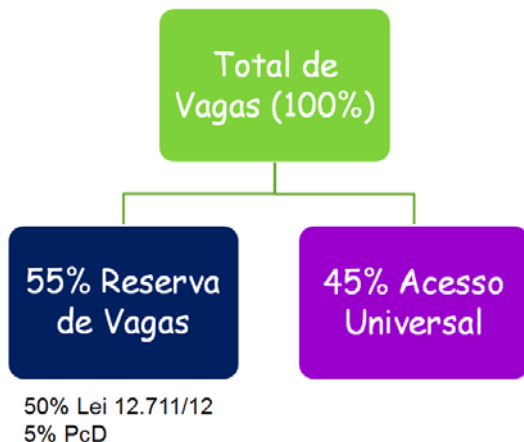 Total de
Vagas (100%)
55% Reserva
de Vagas
45% Acesso
Universal
50% Lei 12.711/12
5% PcD